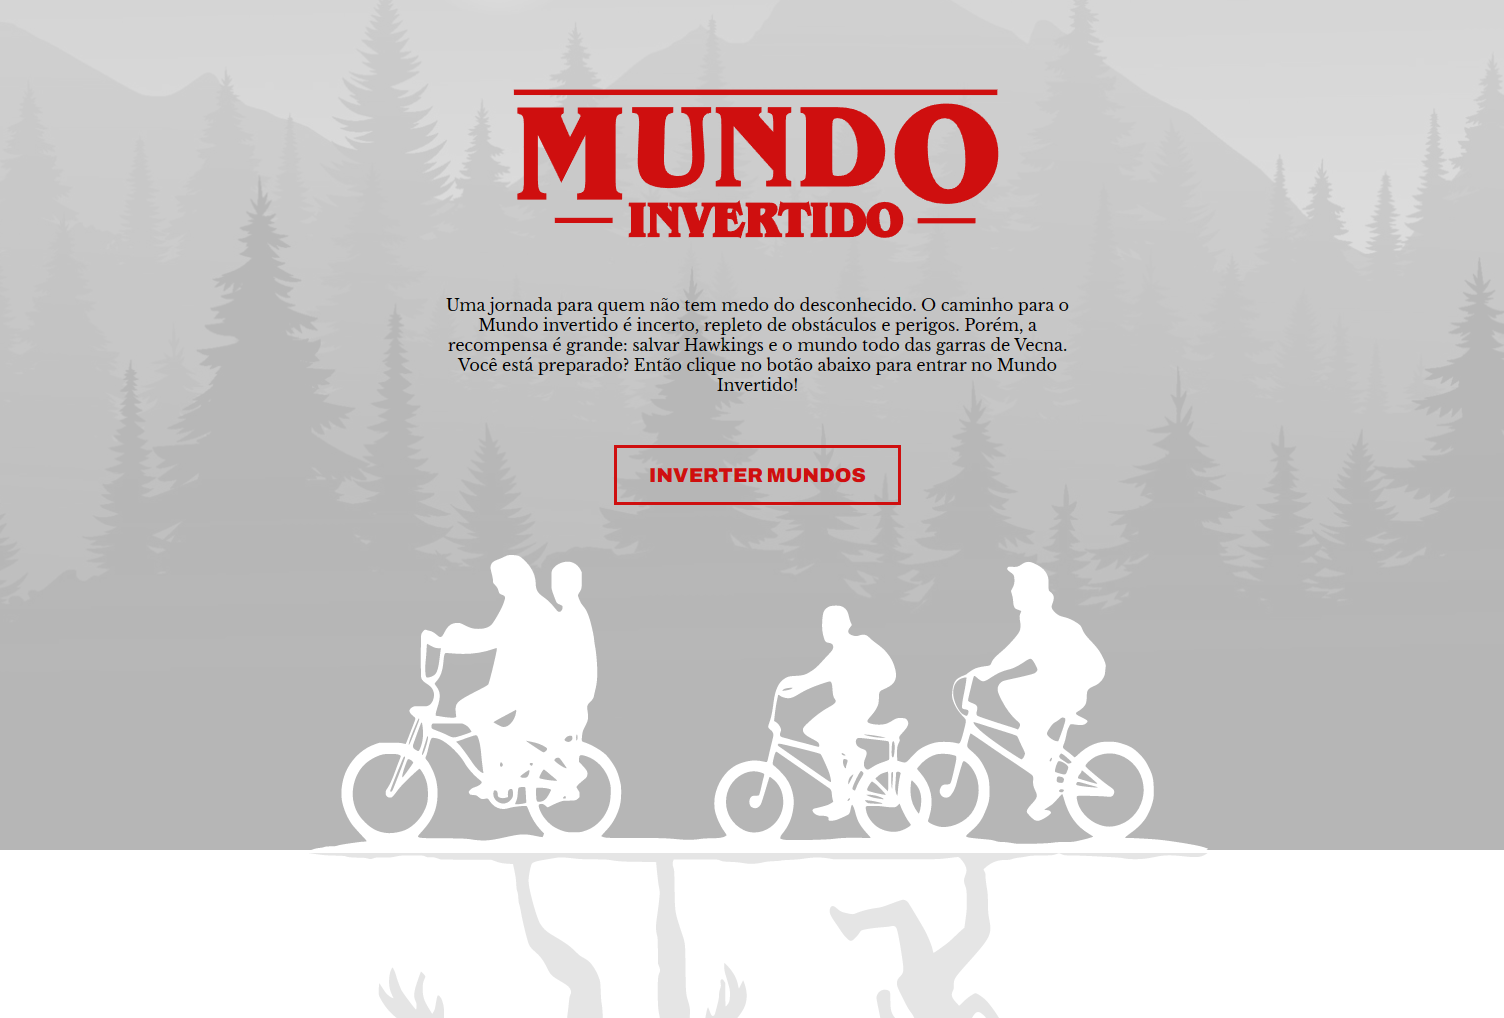 MUNDO
INVERTIDO
Uma jornada para quem não tem medo do desconhecido. O caminho para o
Mundo invertido é incerto, repleto de obstáculos e perigos. Porém, a
recompensa é grande: salvar Hawkings e o mundo todo das garras de Vecna.
Você está preparado? Então clique no botão abaixo para entrar no Mundo
Invertido!
INVERTER MUNDOS